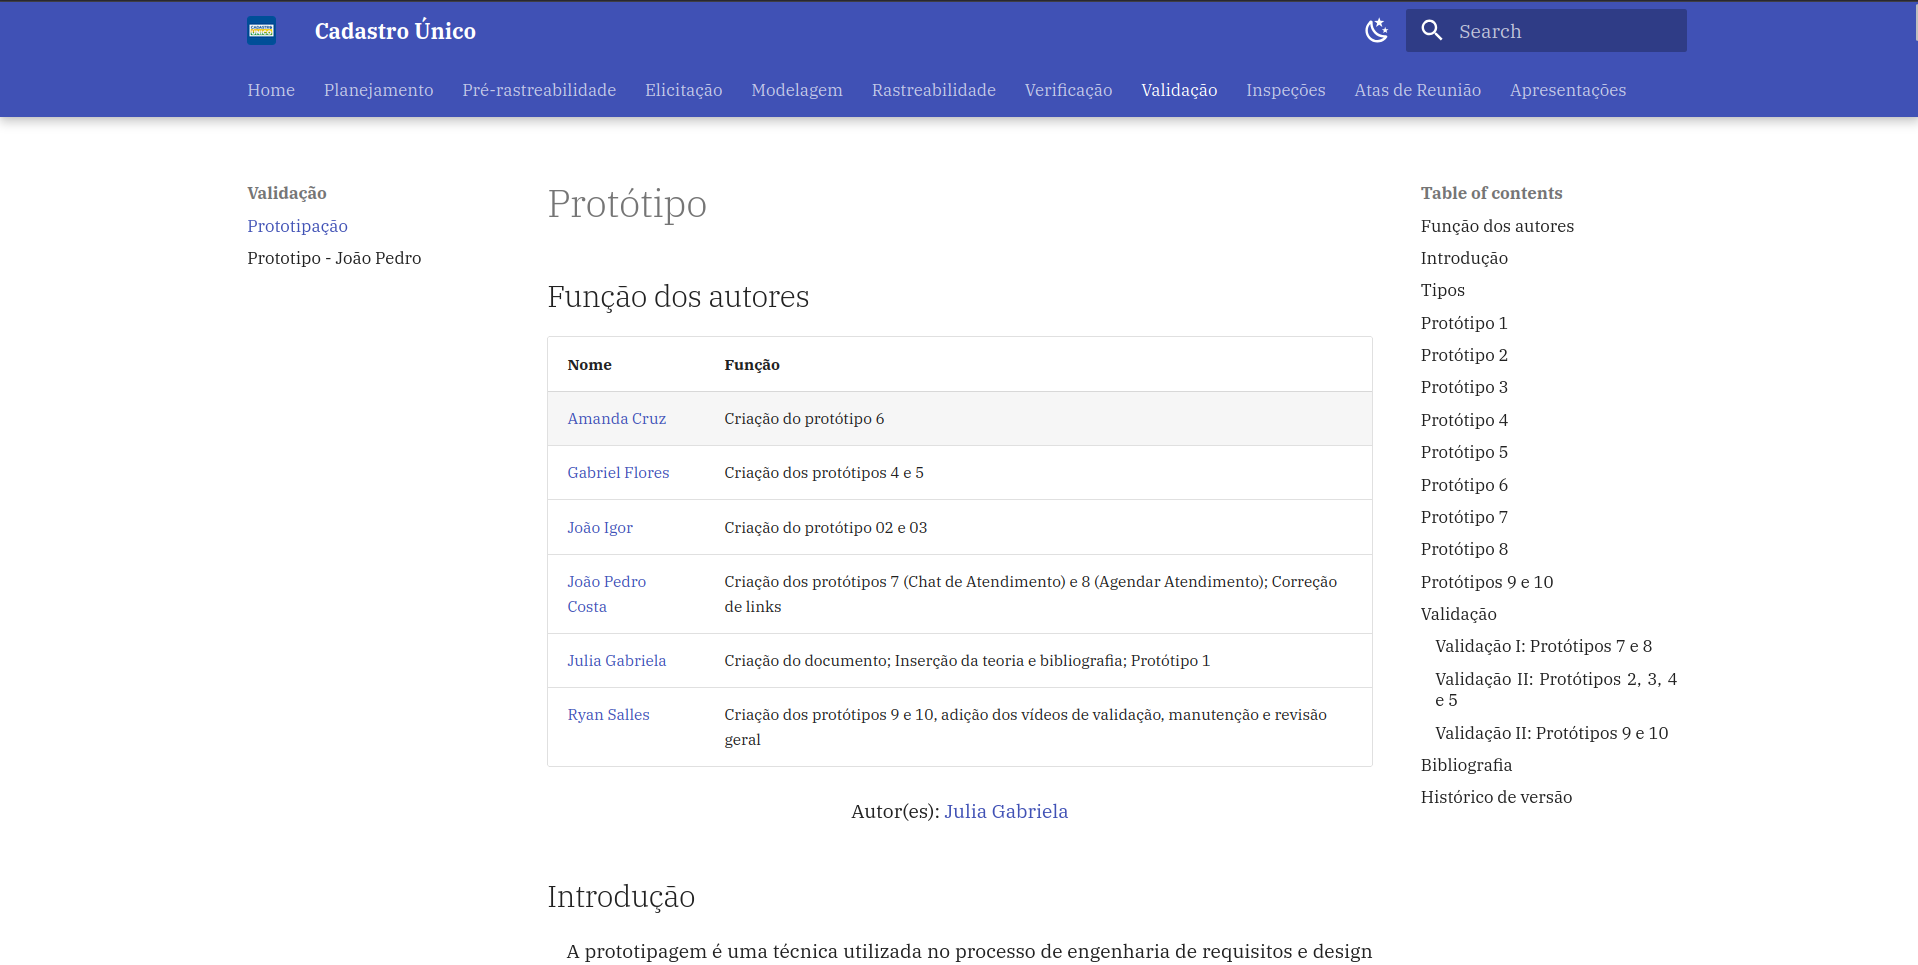 CADASTRO
ÚNICO
Cadastro Único
Search
Home Planejamento Pré-rastreabilidade Elicitação Modelagem Rastreabilidade Verificação Validação Inspeções Atas de Reunião Apresentações
Validação
Prototipação
Prototipo - João Pedro
Protótipo
Função dos autores
Nome Função
Amanda Cruz Criação do protótipo 6
Gabriel Flores Criação dos protótipos 4 e 5
João Igor Criação do protótipo 02 e 03
João Pedro Criação dos protótipos 7 (Chat de Atendimento) e 8 (Agendar Atendimento); Correção
Costa de links
Julia Gabriela Criação do documento; Inserção da teoria e bibliografia; Protótipo 1
Ryan Salles Criação dos protótipos 9 e 10, adição dos vídeos de validação, manutenção e revisão
geral
Autor(es): Julia Gabriela
Introdução
A prototipagem é uma técnica utilizada no processo de engenharia de requisitos e design
Table of contents
Função dos autores
Introdução
Tipos
Protótipo 1
Protótipo 2
Protótipo 3
Protótipo 4
Protótipo 5
Protótipo 6
Protótipo 7
Protótipo 8
Protótipos 9 e 10
Validação
Validação I: Protótipos 7 e 8
Validação II: Protótipos 2, 3, 4
e 5
Validação II: Protótipos 9 e 10
Bibliografia
Histórico de versão